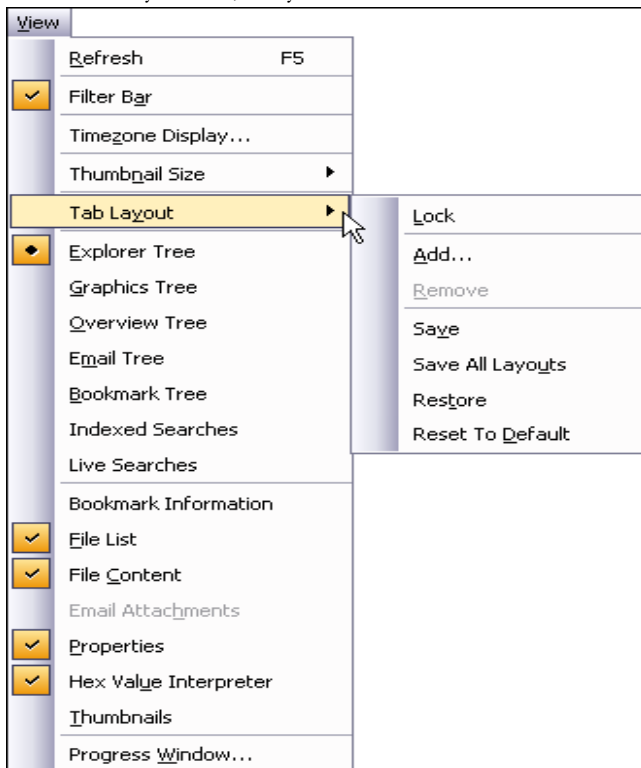 View
Refresh F5
Filter Bar
Timezone Display...
Thumbnail Size
Tab Layout
Lock
Explorer Tree
Add...
Graphics Tree
Remove
Overview Tree
Save
Email Tree
Save All Layouts
Bookmark Tree
Restore
Indexed Searches
Reset To Default
Live Searches
Bookmark Information
File List
File Content
Email Attachments
Properties
Hex Value Interpreter
Thumbnails
Progress Window...